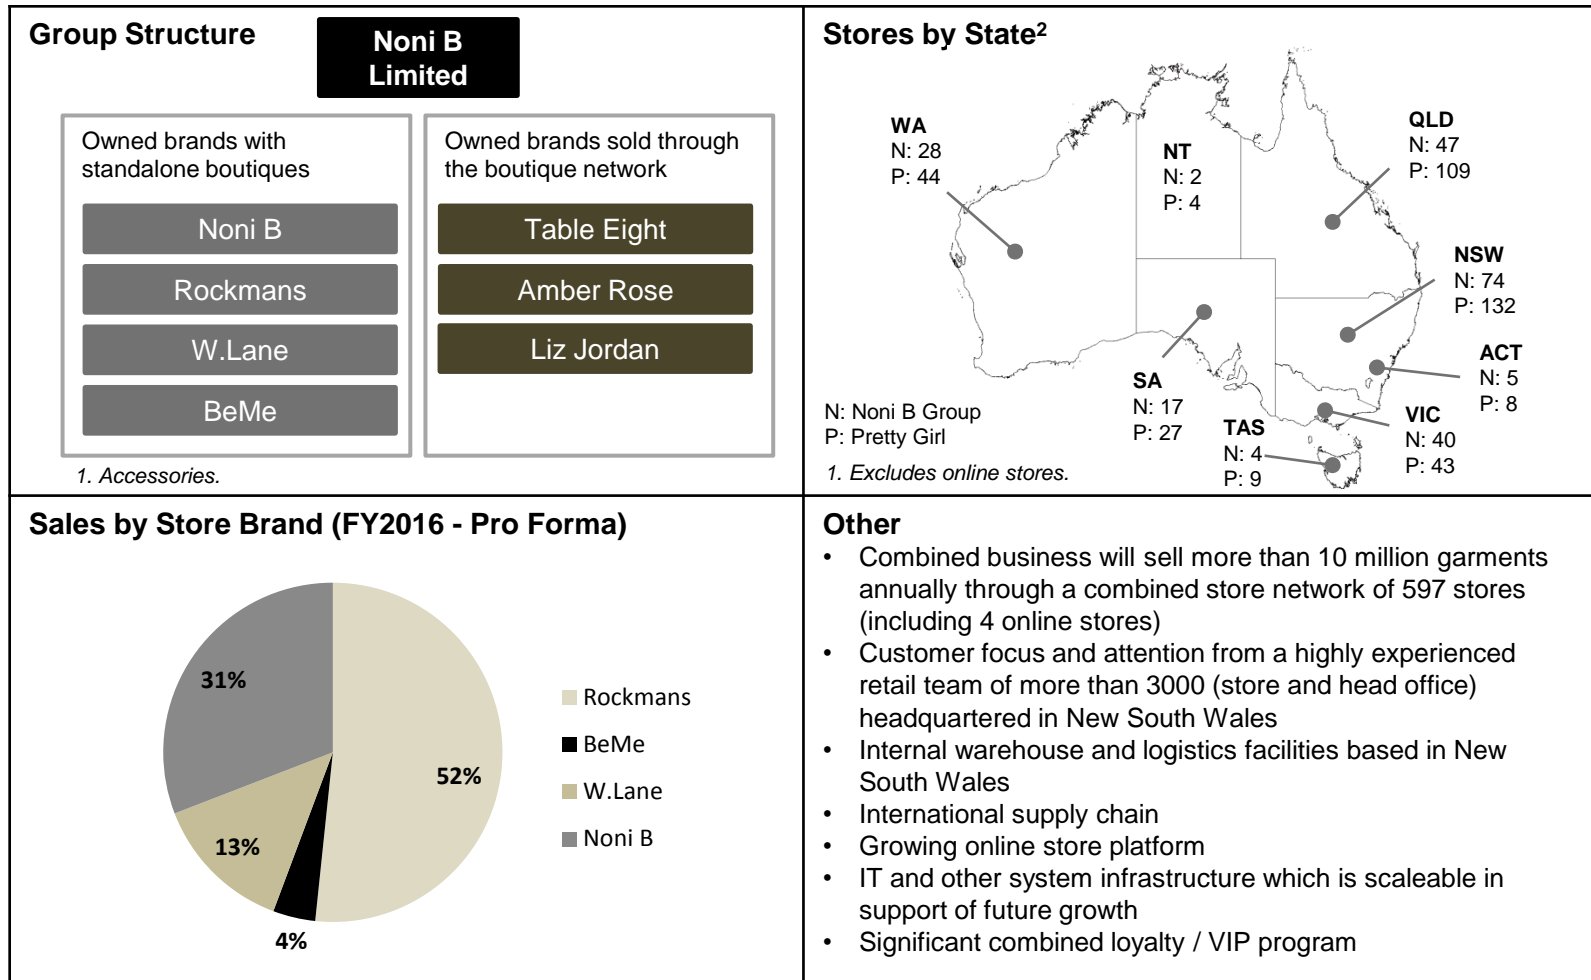 Group Structure
Noni B
Limited
Owned brands with
standalone boutiques
Noni B
Rockmans
W.Lane
BeMe
Owned brands sold through
the boutique network
Table Eight
Amber Rose
Liz Jordan
1. Accessories.
Stores by State²
WA
N: 28
P: 44
NT
N: 2
P: 4
QLD
N: 47
P: 109
NSW
N: 74
P: 132
ACT
N: 5
P: 8
SA
N: 17
P: 27
VIC
N: 40
P: 43
TAS
N: 4
P: 9
N: Noni B Group
P: Pretty Girl
1. Excludes online stores.
Sales by Store Brand (FY2016 - Pro Forma)
31%
52%
13%
4%
Rockmans
BeMe
W.Lane
Noni B
Other
• Combined business will sell more than 10 million garments
annually through a combined store network of 597 stores
(including 4 online stores)
• Customer focus and attention from a highly experienced
retail team of more than 3000 (store and head office)
headquartered in New South Wales
• Internal warehouse and logistics facilities based in New
South Wales
• International supply chain
• Growing online store platform
• IT and other system infrastructure which is scaleable in
support of future growth
• Significant combined loyalty / VIP program